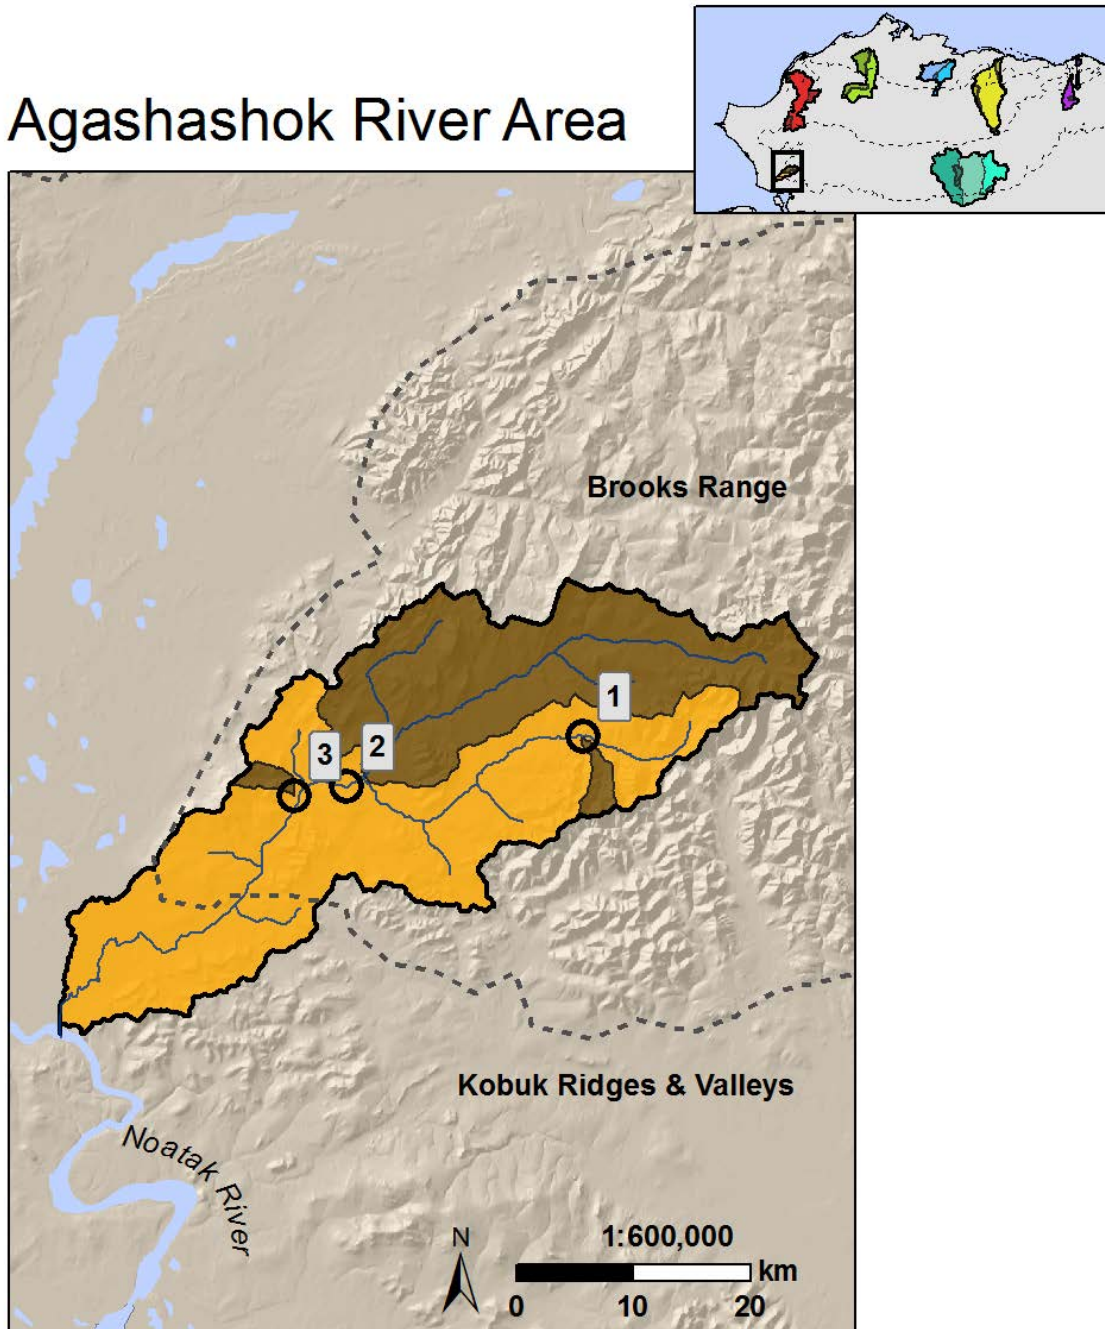 Agashashok River Area
Brooks Range
1
2
3
Kobuk Ridges & Valleys
Noatak River
N
1:600,000
km
0 10 20